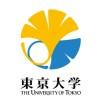 東京大学
THE UNIVERSITY OF TOKYO